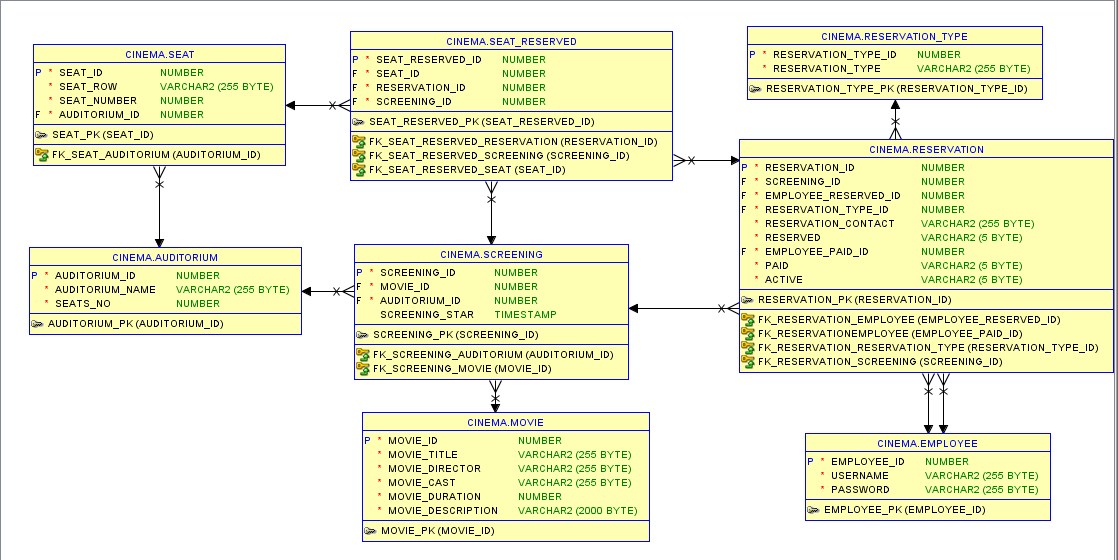 CINEMA.SEAT
P * SEAT_ID NUMBER
* SEAT_ROW VARCHAR2 (255 BYTE)
* SEAT_NUMBER NUMBER
F * AUDITORIUM_ID NUMBER
SEAT_PK (SEAT_ID)
FK_SEAT_AUDITORIUM (AUDITORIUM_ID)
CINEMA.SEAT_RESERVED
P * SEAT_RESERVED_ID NUMBER
F * SEAT_ID NUMBER
F * RESERVATION_ID NUMBER
F * SCREENING_ID NUMBER
SEAT_RESERVED_PK (SEAT_RESERVED_ID)
FK_SEAT_RESERVED_RESERVATION (RESERVATION_ID)
FK_SEAT_RESERVED_SCREENING (SCREENING_ID)
FK_SEAT_RESERVED_SEAT (SEAT_ID)
CINEMA.RESERVATION_TYPE
P * RESERVATION_TYPE_ID NUMBER
* RESERVATION_TYPE VARCHAR2 (255 BYTE)
RESERVATION_TYPE_PK (RESERVATION_TYPE_ID)
CINEMA.RESERVATION
P * RESERVATION_ID NUMBER
F * SCREENING_ID NUMBER
F * EMPLOYEE_RESERVED_ID NUMBER
F * RESERVATION_TYPE_ID NUMBER
* RESERVATION_CONTACT VARCHAR2 (255 BYTE)
* RESERVED VARCHAR2 (5 BYTE)
F * EMPLOYEE_PAID_ID NUMBER
* PAID VARCHAR2 (5 BYTE)
* ACTIVE VARCHAR2 (5 BYTE)
RESERVATION_PK (RESERVATION_ID)
FK_RESERVATION_EMPLOYEE (EMPLOYEE_RESERVED_ID)
FK_RESERVATIONEMPLOYEE (EMPLOYEE_PAID_ID)
FK_RESERVATION_RESERVATION_TYPE (RESERVATION_TYPE_ID)
FK_RESERVATION_SCREENING (SCREENING_ID)
CINEMA.AUDITORIUM
P * AUDITORIUM_ID NUMBER
* AUDITORIUM_NAME VARCHAR2 (255 BYTE)
* SEATS_NO NUMBER
AUDITORIUM_PK (AUDITORIUM_ID)
CINEMA.SCREENING
P * SCREENING_ID NUMBER
F * MOVIE_ID NUMBER
F * AUDITORIUM_ID NUMBER
SCREENING_STAR TIMESTAMP
SCREENING_PK (SCREENING_ID)
FK_SCREENING_AUDITORIUM (AUDITORIUM_ID)
FK_SCREENING_MOVIE (MOVIE_ID)
CINEMA.MOVIE
P * MOVIE_ID NUMBER
* MOVIE_TITLE VARCHAR2 (255 BYTE)
* MOVIE_DIRECTOR VARCHAR2 (255 BYTE)
* MOVIE_CAST VARCHAR2 (255 BYTE)
* MOVIE_DURATION NUMBER
* MOVIE_DESCRIPTION VARCHAR2 (2000 BYTE)
MOVIE_PK (MOVIE_ID)
CINEMA.EMPLOYEE
P * EMPLOYEE_ID NUMBER
* USERNAME VARCHAR2 (255 BYTE)
* PASSWORD VARCHAR2 (255 BYTE)
EMPLOYEE_PK (EMPLOYEE_ID)